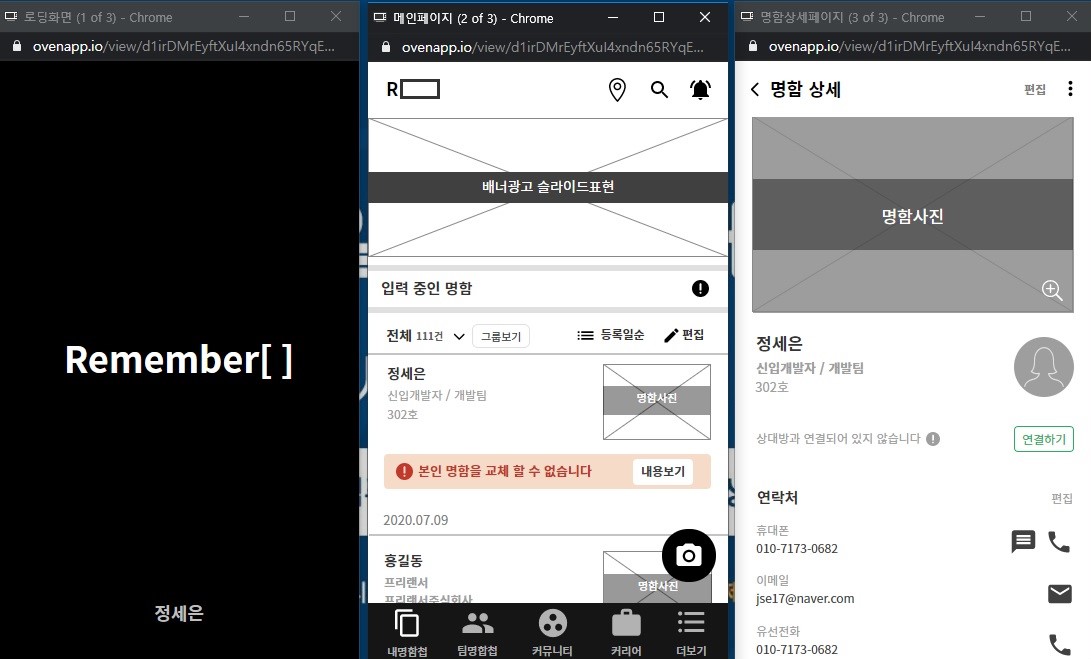 로딩화면 (1 of 3) - Chrome
ovenapp.io/view/d1irDMrEyftXuI4xndn65RYqE...
Remember[ ]
정세은
메인페이지 (2 of 3) - Chrome
ovenapp.io/view/d1irDMrEyftXuI4xndn65RYqE...
R
배너광고 슬라이드표현
입력 중인 명함
전체 111건 그룹보기 등록일순 편집
정세은
신입개발자 / 개발팀
302호
명함사진
본인 명함을 교체 할 수 없습니다 내용보기
2020.07.09
홍길동
프리랜서
프리랜서주식회사
명함사진
내명함첩 팀명함첩 커뮤니티 커리어 더보기
명함상세페이지 (3 of 3) - Chrome
ovenapp.io/view/d1irDMrEyftXuI4xndn65RYqE...
명함 상세 편집
명함사진
정세은
신입개발자 / 개발팀
302호
상대방과 연결되어 있지 않습니다 연결하기
연락처 편집
휴대폰
010-7173-0682
이메일
jse17@naver.com
유선전화
010-7173-0682